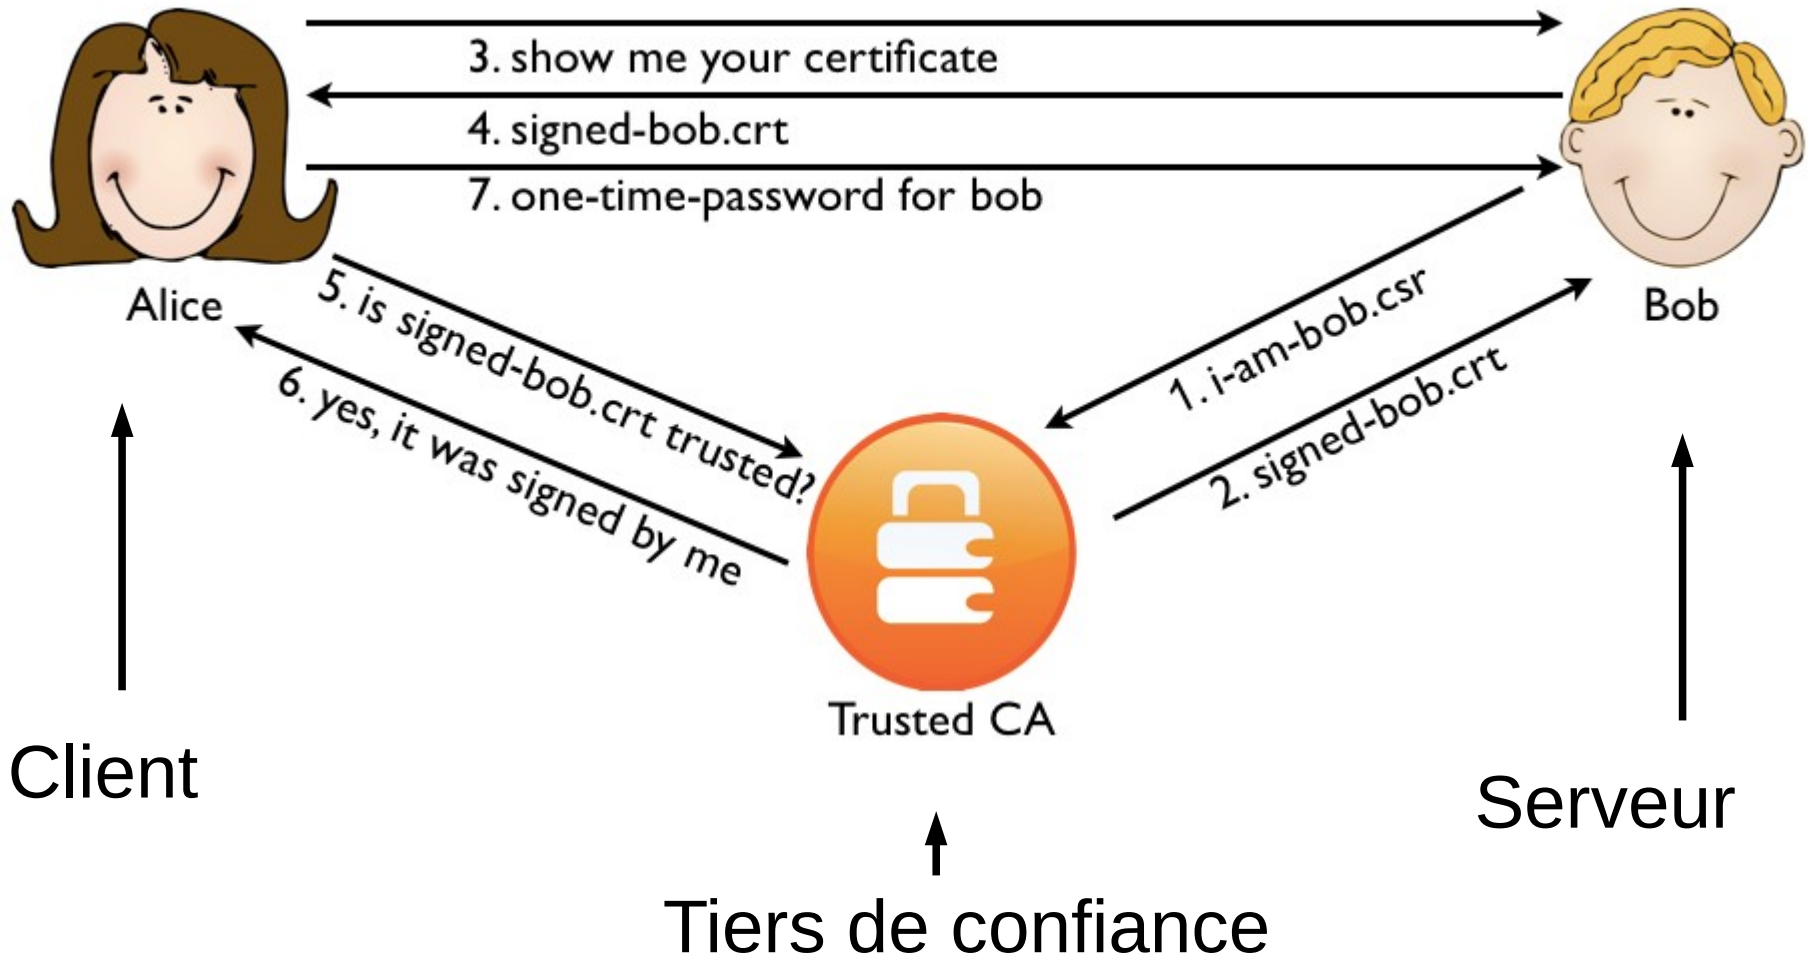 3. show me your certificate
4. signed-bob.crt
7. one-time-password for bob
Alice
Bob
5. is signed-bob.crt trusted?
6. yes, it was signed by me
1. i-am-bob.csr
2. signed-bob.crt
Trusted CA
Client
Serveur
Tiers de confiance